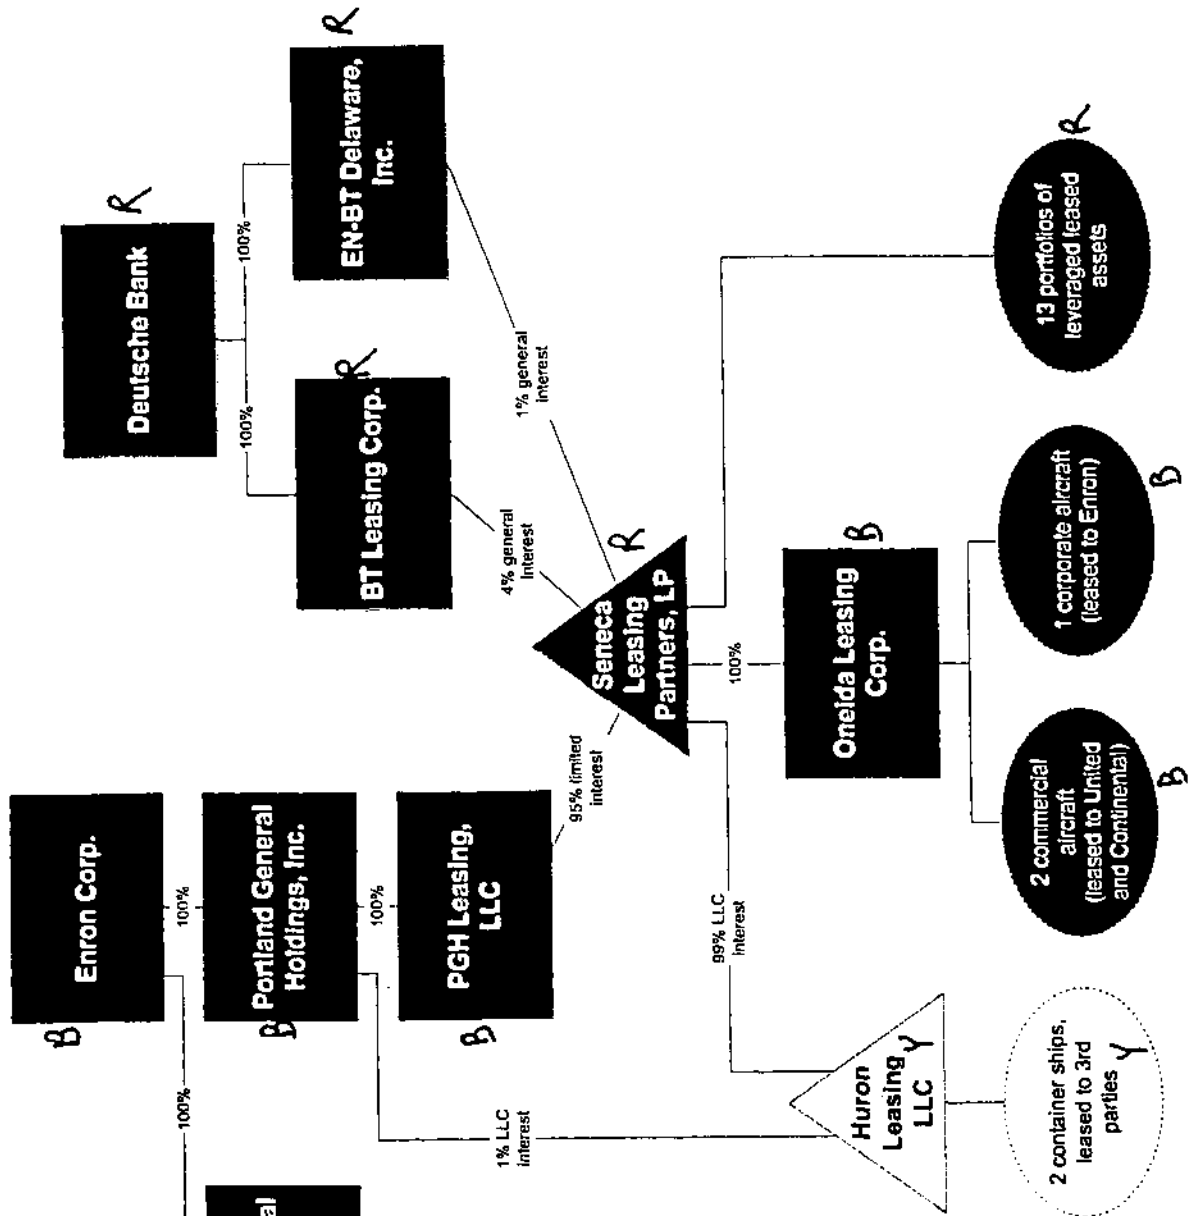 R
Deutsche Bank
100%
100%
R
EN-BT Delaware,
Inc.
R
BT Leasing Corp.
1% general
interest
4% general
Interest
B
Enron Corp.
100%
100%
B
Portland General
Holdings, Inc.
100%
B
PGH Leasing,
LLC
95% limited
interest
al
R
Seneca
Leasing
Partners, LP
1% LLC
interest
99% LLC
interest
100%
Huron
Leasing
LLC
Y
B
Oneida Leasing
Corp.
2 container ships,
leased to 3rd
parties
Y
2 commercial
aircraft
(leased to United
and Continental)
B
1 corporate aircraft
(leased to Enron)
B
13 portfolios of
leveraged leased
assets
R